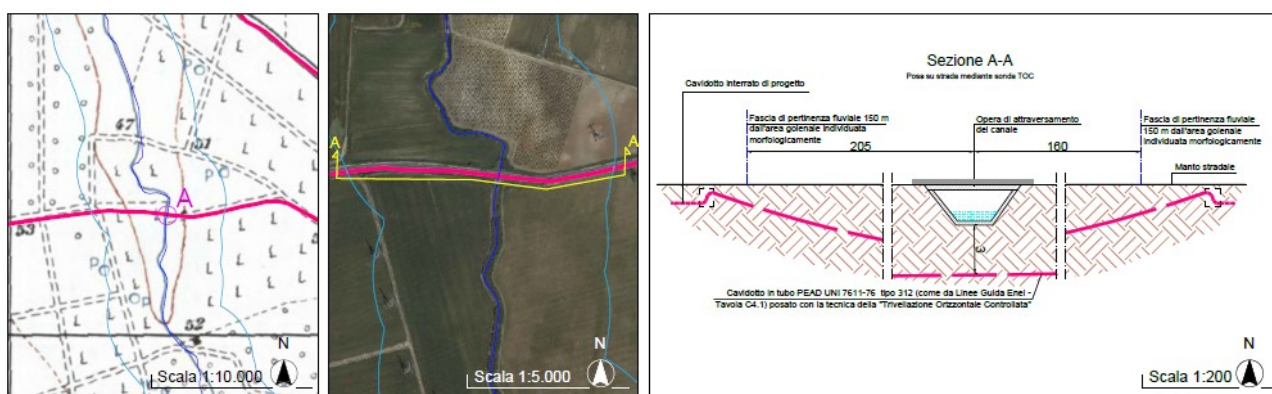 47
51
P
P
A
53
P
52
N
Scala 1:10.000
A
A
N
Scala 1:5.000
Sezione A-A
Posa su strada mediante sonda TOC
Cavidotto interrato di progetto
Fascia di pertinenza fluviale 150 m
dall'area golenale individuata
morfologicamente
Opera di attraversamento
del canale
Fascia di pertinenza fluviale
150 m dall'area golenale
individuata morfologicamente
205
160
Manto stradale
3
Cavidotto in tubo PEAD UNI 7611-76 tipo 312 (come da Linee Guida Enel -
Tavola C4.1) posato con la tecnica della "Trivellazione Orizzontale Controllata"
N
Scala 1:200